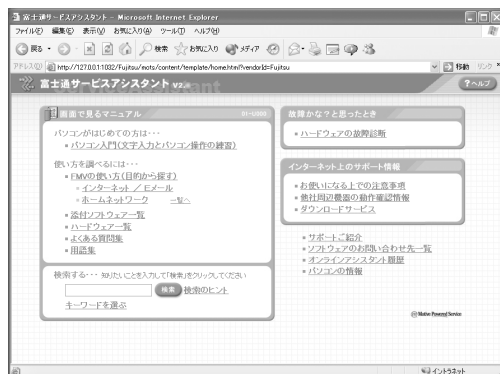 富士通サービスアシスタント - Microsoft Internet Explorer
ファイル(F) 編集(E) 表示(V) お気に入り(A) ツール(T) ヘルプ(H)
戻る 検索 お気に入り メディア
アドレス(D) http://127.0.0.1:1032/Fujitsu/mots/content/template/home.html?vendorId=Fujitsu 移動 リンク
富士通サービスアシスタント V2 ?ヘルプ
画面で見るマニュアル
パソコンがはじめての方は・・・
パソコン入門(文字入力とパソコン操作の練習)
使い方を調べるには・・・
FMVの使い方(目的から探す)
インターネット / Eメール
ホームネットワーク 一覧へ
添付ソフトウェア一覧
ハードウェア一覧
よくある質問集
用語集
検索する・・・ 知りたいことを入力して「検索」をクリックしてください
検索 検索のヒント
キーワードを選ぶ
故障かな?と思ったとき
ハードウェアの故障診断
インターネット上のサポート情報
お使いになる上での注意事項
他社周辺機器の動作確認情報
ダウンロードサービス
サポートご紹介
ソフトウェアのお問い合わせ先一覧
オンラインアシスタント履歴
パソコンの情報
Motive Powered Service
イントラネット